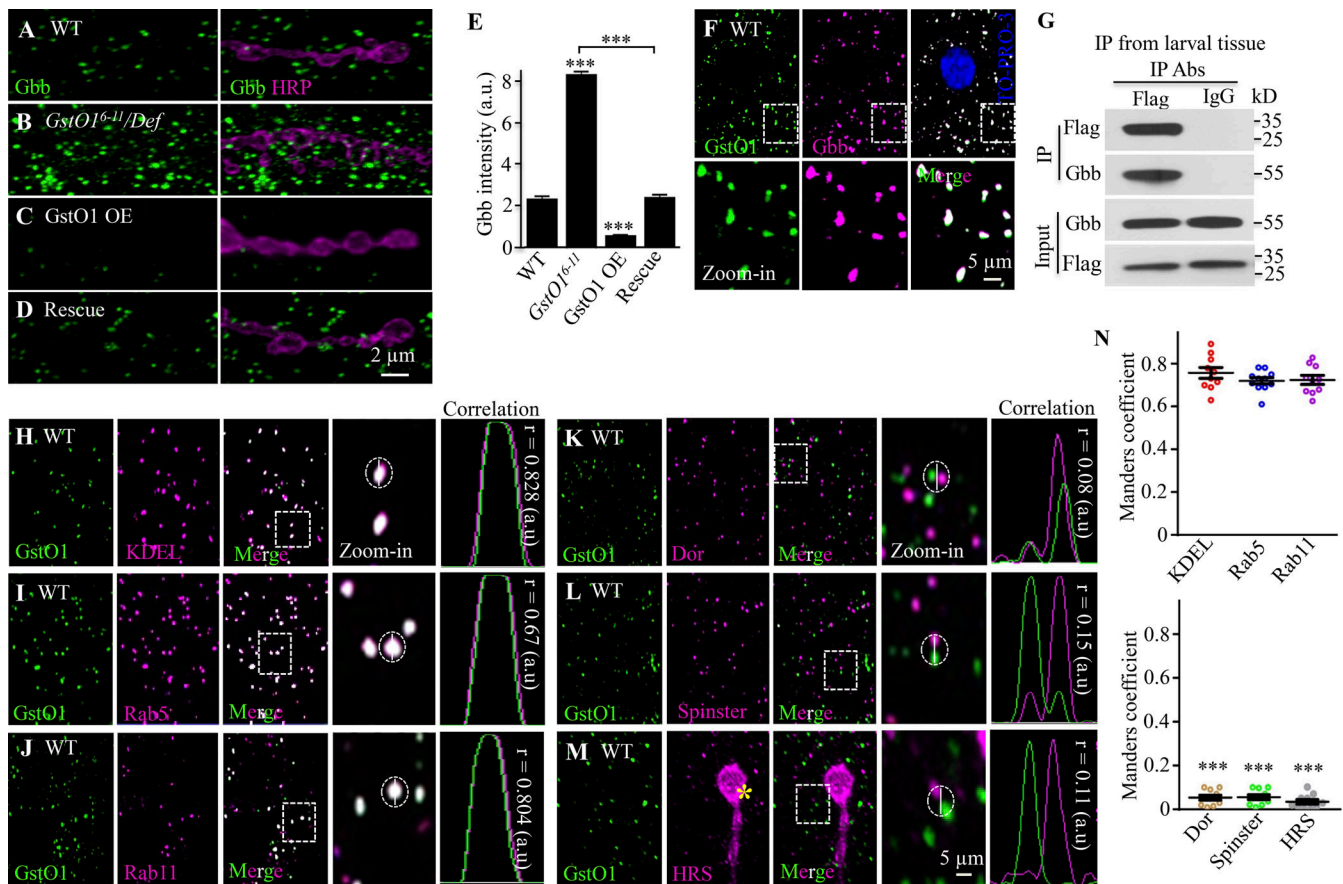 A WT
Gbb
Gbb HRP
B GstO1⁶⁻¹¹/Def
C GstO1 OE
D Rescue
2 µm
E
***
***
***
Gbb intensity (a.u.)
8
6
4
2
0
WT
GstO1⁶⁻¹¹
GstO1 OE
Rescue
F WT
GstO1
Gbb
TO-PRO-3
Zoom-in
Merge
5 µm
G
IP from larval tissue
IP Abs
Flag IgG kD
IP
Flag
-35
-25
Gbb
-55
Input
Gbb
-55
Flag
-35
-25
H WT
GstO1
KDEL
Merge
Zoom-in
Correlation
r = 0.828 (a.u)
I WT
GstO1
Rab5
Merge
r = 0.67 (a.u)
J WT
GstO1
Rab11
Merge
r = 0.804 (a.u)
K WT
GstO1
Dor
Merge
Zoom-in
Correlation
r = 0.08 (a.u)
L WT
GstO1
Spinster
Merge
r = 0.15 (a.u)
M WT
GstO1
HRS
*
Merge
5 µm
r = 0.11 (a.u)
N
Manders coefficient
0.8
0.6
0.4
0.2
0
KDEL
Rab5
Rab11
Manders coefficient
0.8
0.6
0.4
0.2
0
***
***
***
Dor
Spinster
HRS